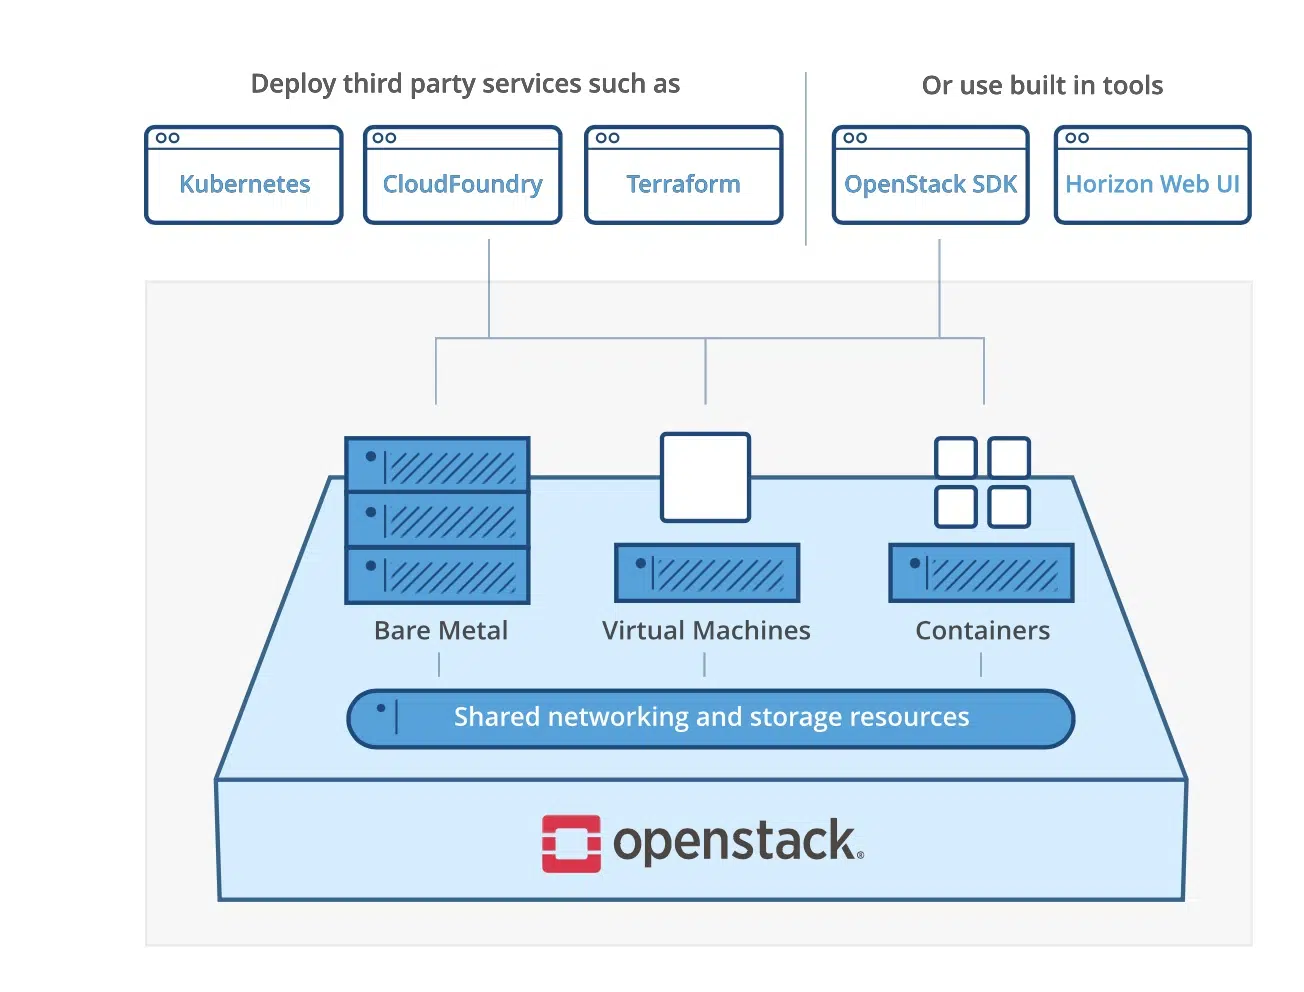 Deploy third party services such as
Or use built in tools
Kubernetes
CloudFoundry
Terraform
OpenStack SDK
Horizon Web UI
Bare Metal
Virtual Machines
Containers
Shared networking and storage resources
openstack®